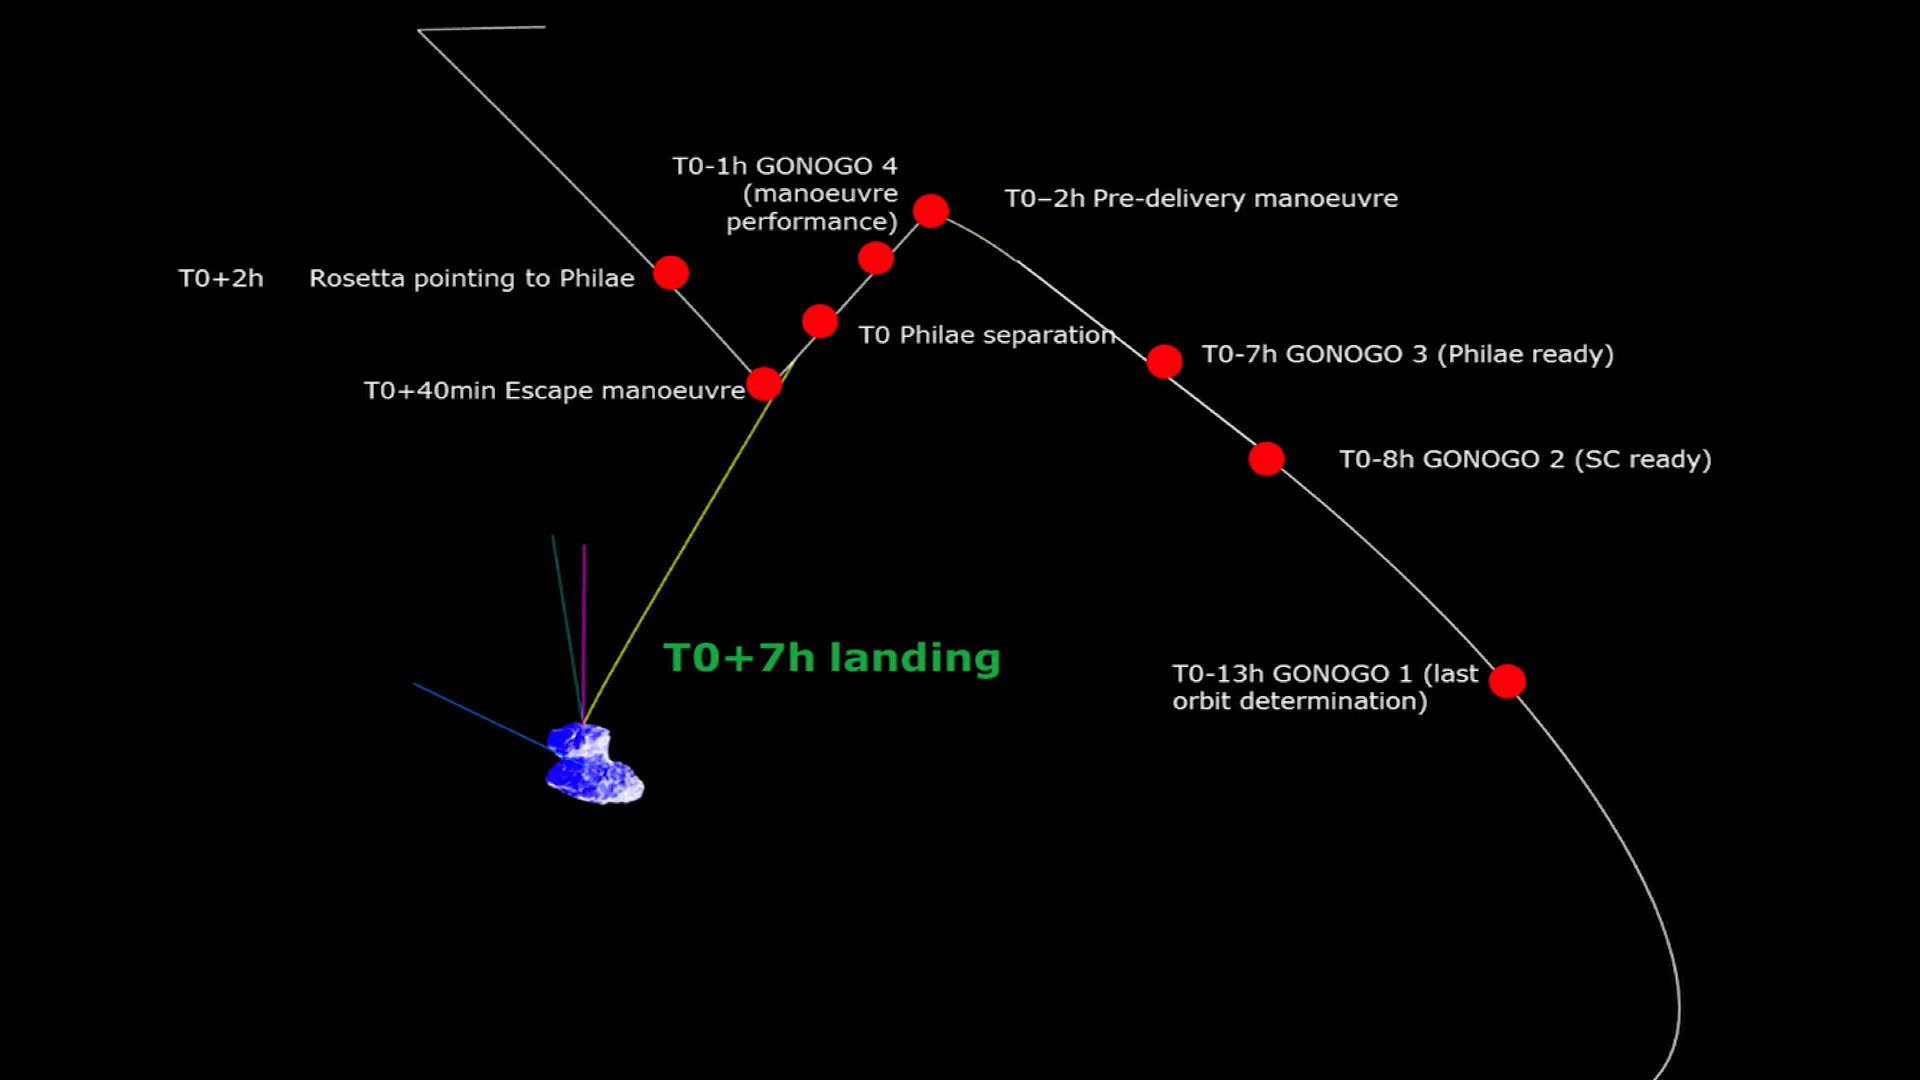 T0-1h GONOGO 4
(manoeuvre
performance)
T0–2h Pre-delivery manoeuvre
T0+2h Rosetta pointing to Philae
T0 Philae separation
T0-7h GONOGO 3 (Philae ready)
T0+40min Escape manoeuvre
T0-8h GONOGO 2 (SC ready)
T0+7h landing
T0-13h GONOGO 1 (last
orbit determination)